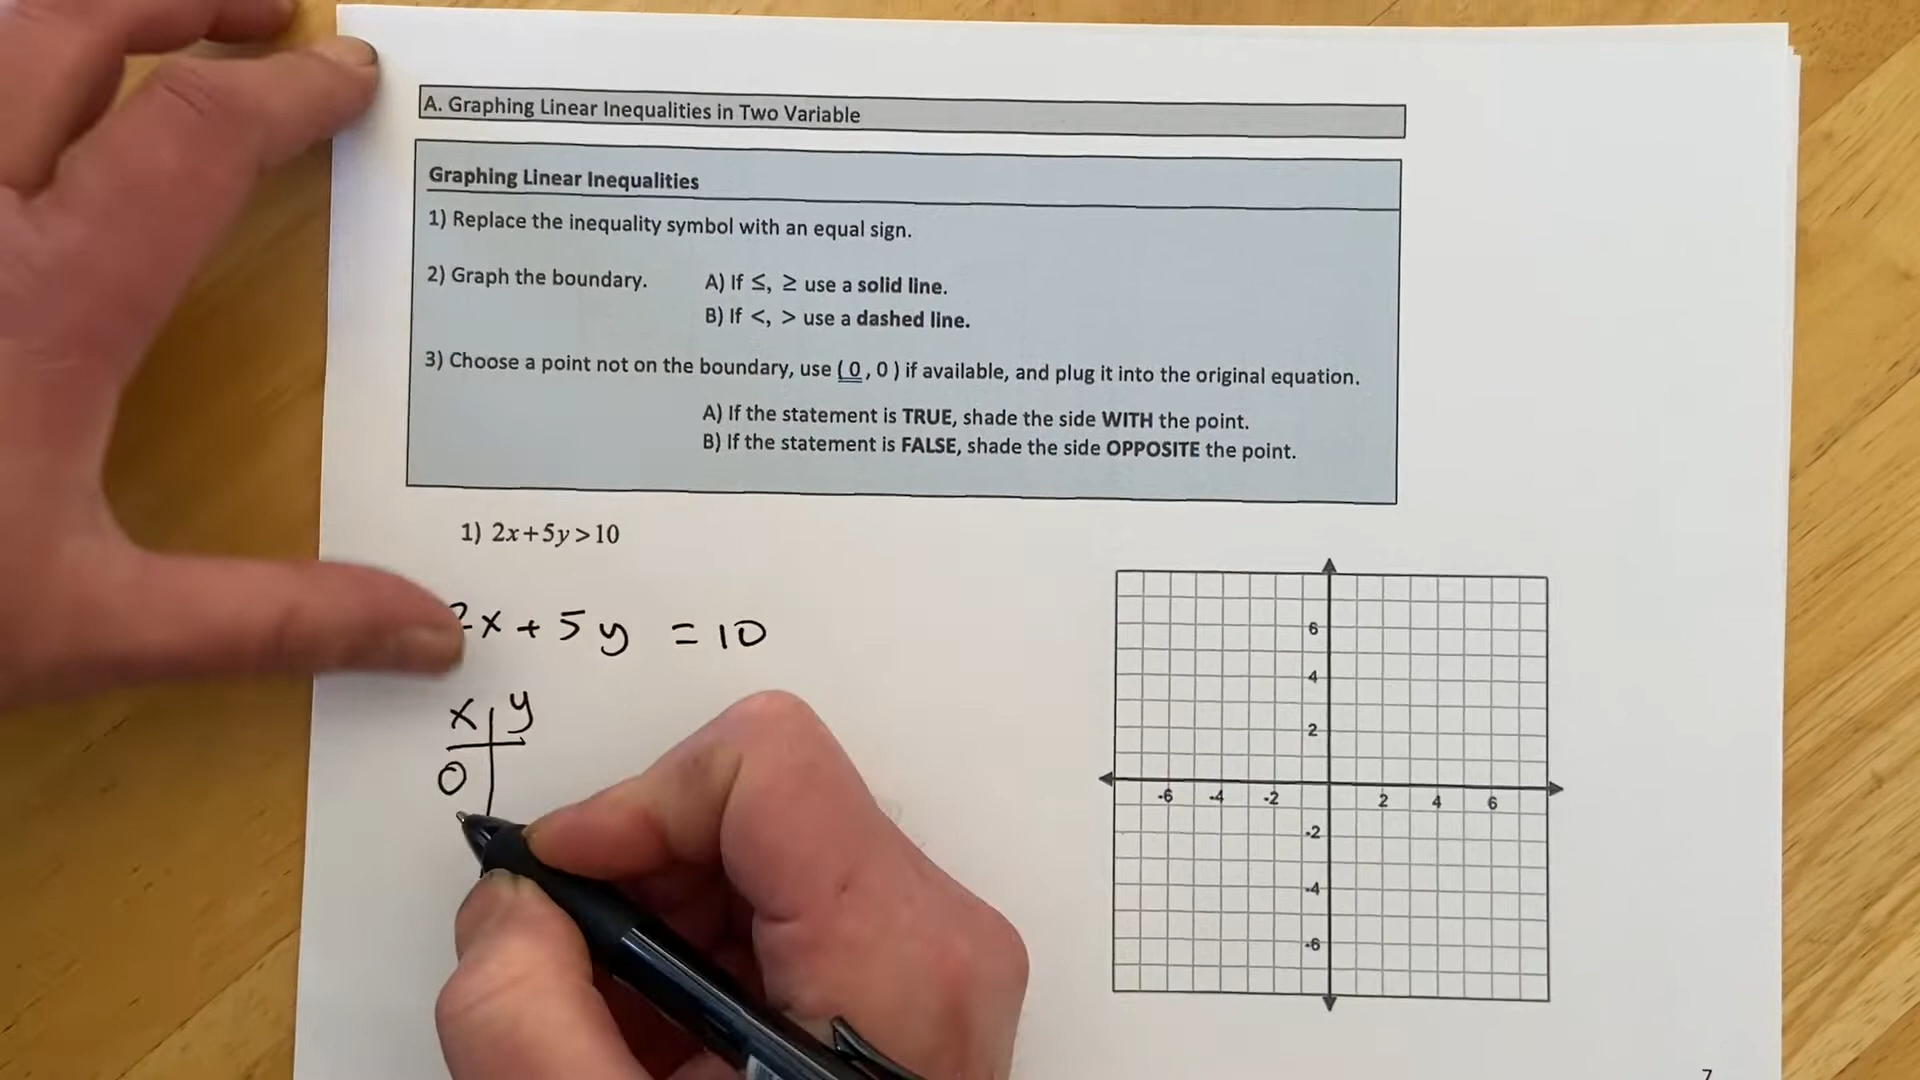 A. Graphing Linear Inequalities in Two Variable
Graphing Linear Inequalities
1) Replace the inequality symbol with an equal sign.
2) Graph the boundary. A) If ≤, ≥ use a solid line.
B) If <, > use a dashed line.
3) Choose a point not on the boundary, use ( 0 , 0 ) if available, and plug it into the original equation.
A) If the statement is TRUE, shade the side WITH the point.
B) If the statement is FALSE, shade the side OPPOSITE the point.
1) 2x+5y>10
2x + 5y = 10
x y
0
6
4
2
-6 -4 -2 2 4 6
-2
-4
-6
7